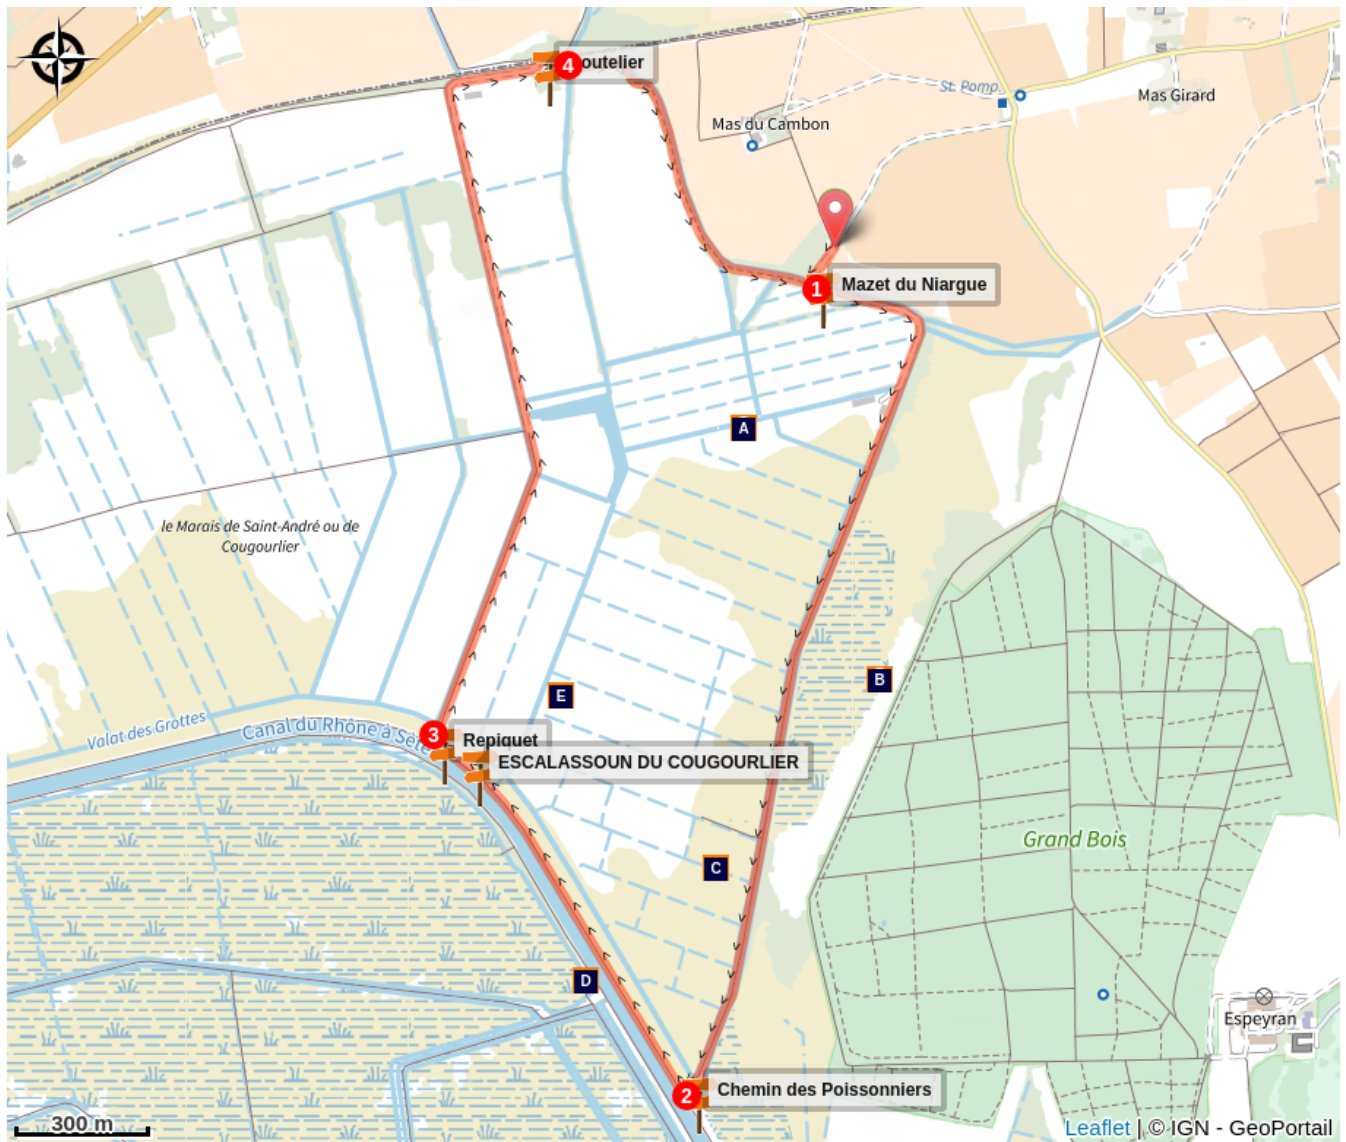 4
outelier
St. Pomp.
Mas Girard
Mas du Cambon
1
Mazet du Niargue
A
le Marais de Saint-André ou de
Cougourlier
B
E
Valat des Grottes
Canal du Rhône à Sète
3
Repiquet
ESCALASSOUN DU COUGOURLIER
Grand Bois
C
D
Espeyran
2
Chemin des Poissonniers
300 m
Leaflet | © IGN - GeoPortail